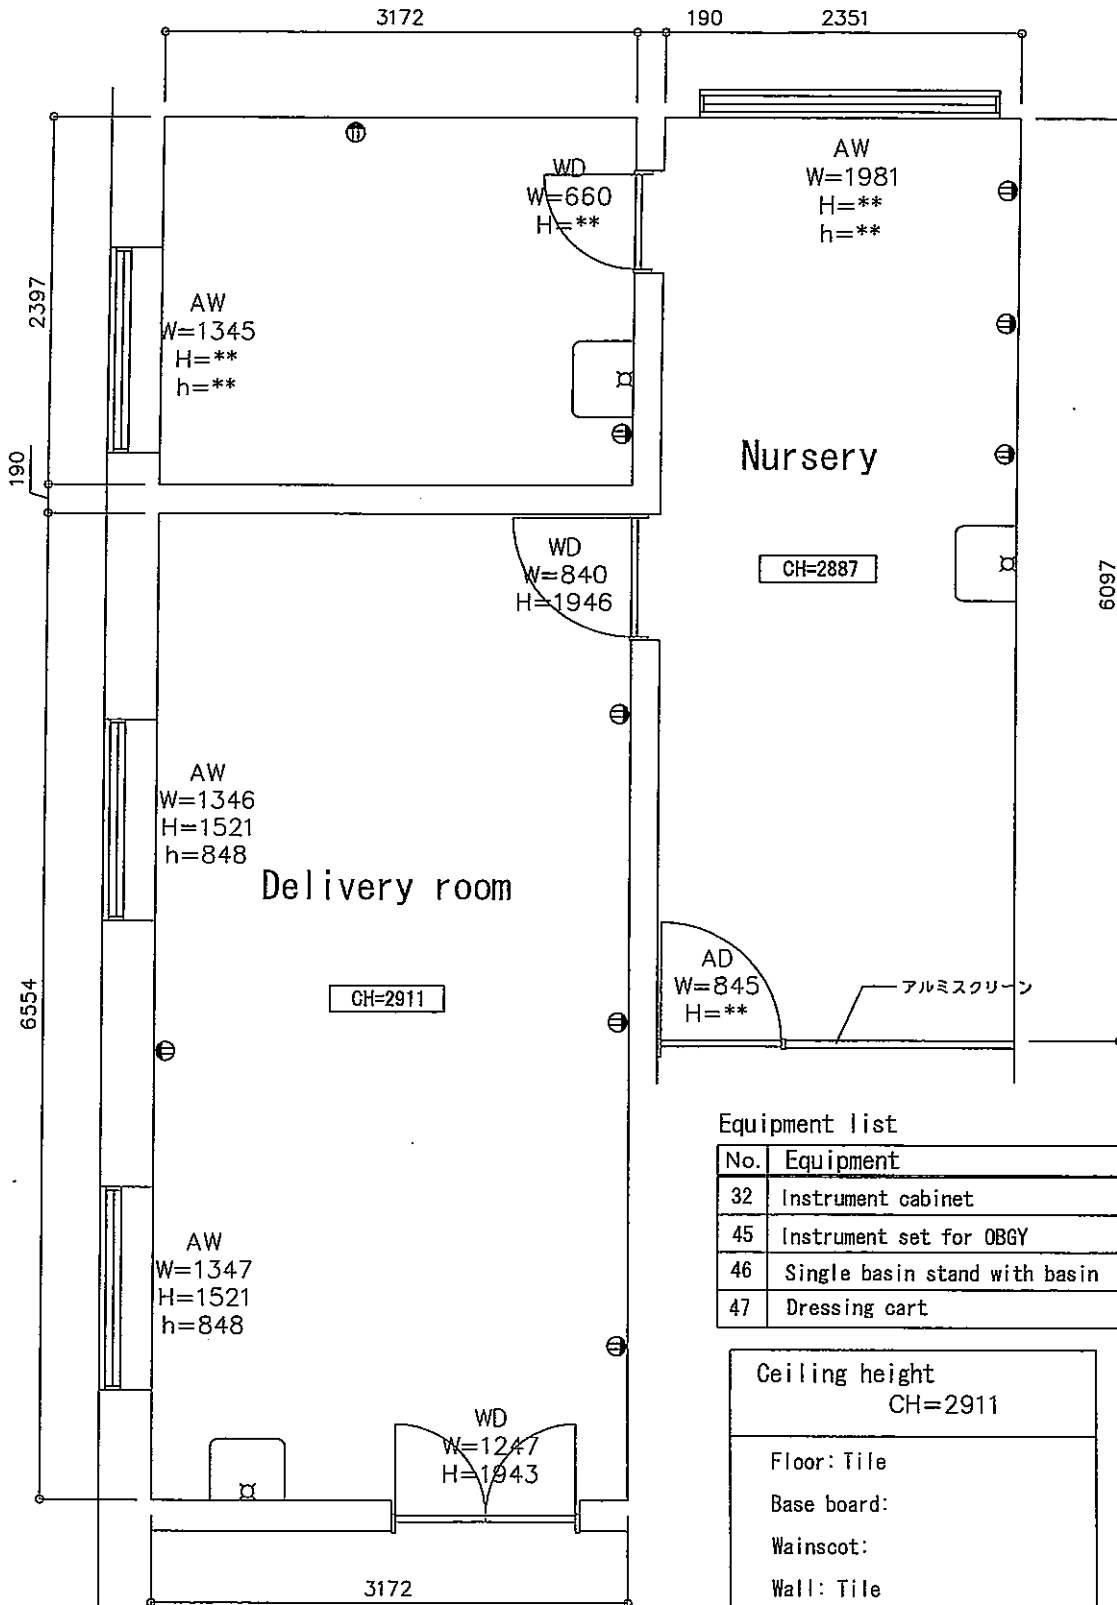 3172
190
2351
WD
W=660
H=**
AW
W=1981
H=**
h=**
2397
AW
W=1345
H=**
h=**
Nursery
190
WD
W=840
H=1946
CH=2887
6097
AW
W=1346
H=1521
h=848
Delivery room
AD
W=845
H=**
アルミスクリーン
CH=2911
6554
Equipment list
No. Equipment
32 Instrument cabinet
45 Instrument set for OBGY
46 Single basin stand with basin
47 Dressing cart
AW
W=1347
H=1521
h=848
Ceiling height
CH=2911
WD
W=1247
H=1943
Floor: Tile
Base board:
Wainscot:
Wall: Tile
3172